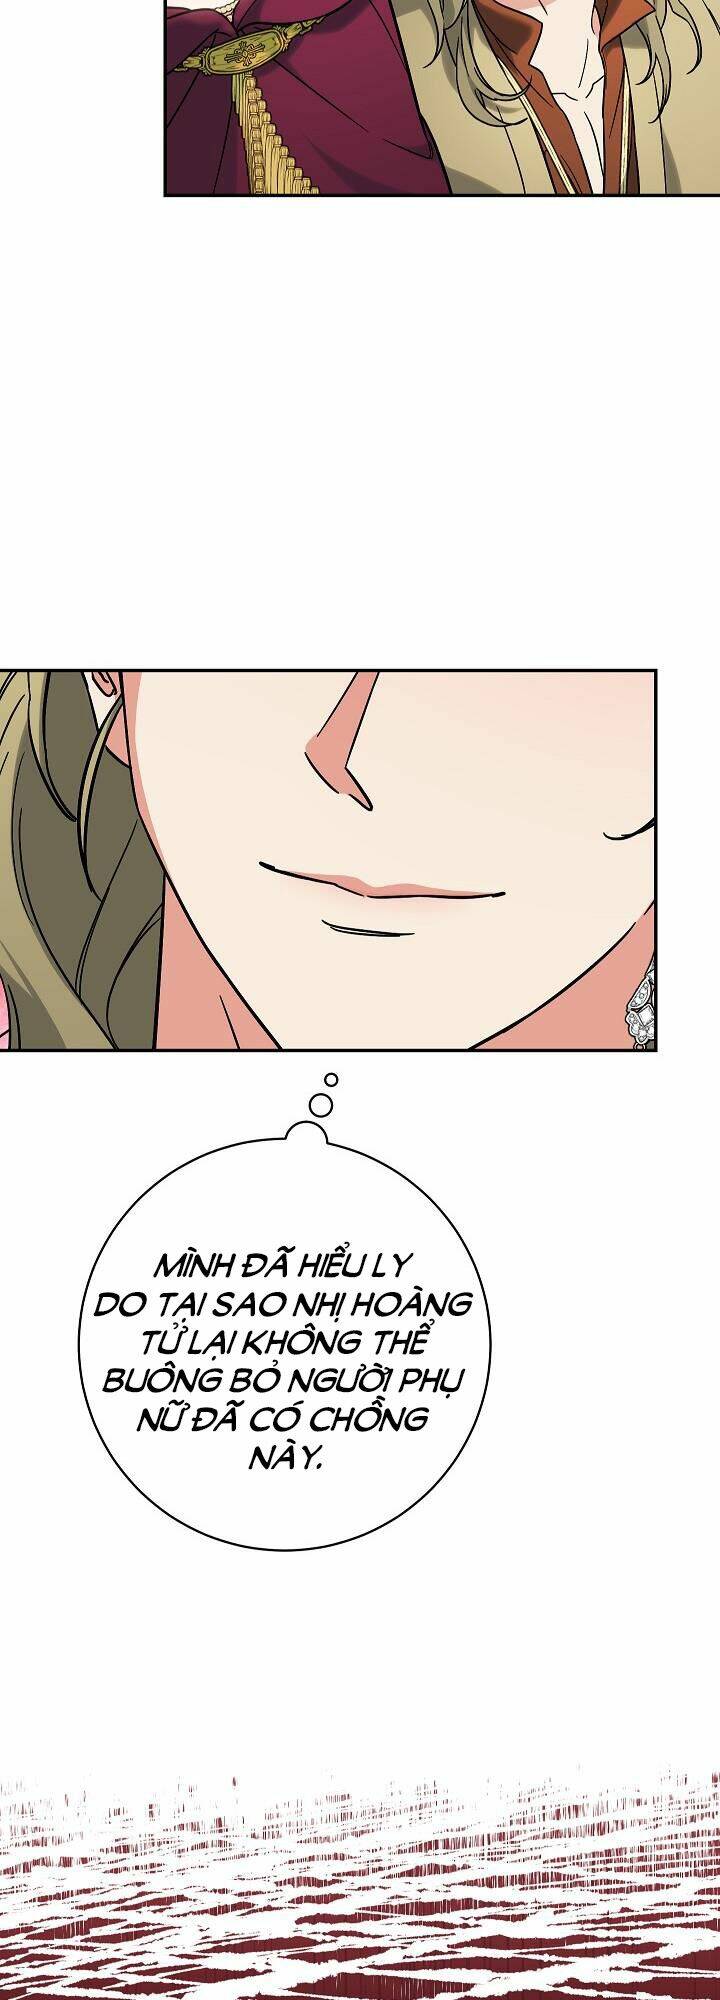 MÌNH ĐÃ HIỂU LY
DO TẠI SAO NHỊ HOÀNG
TỬ LẠI KHÔNG THỂ
BUÔNG BỎ NGƯỜI PHỤ
NỮ ĐÃ CÓ CHỒNG
NÀY.